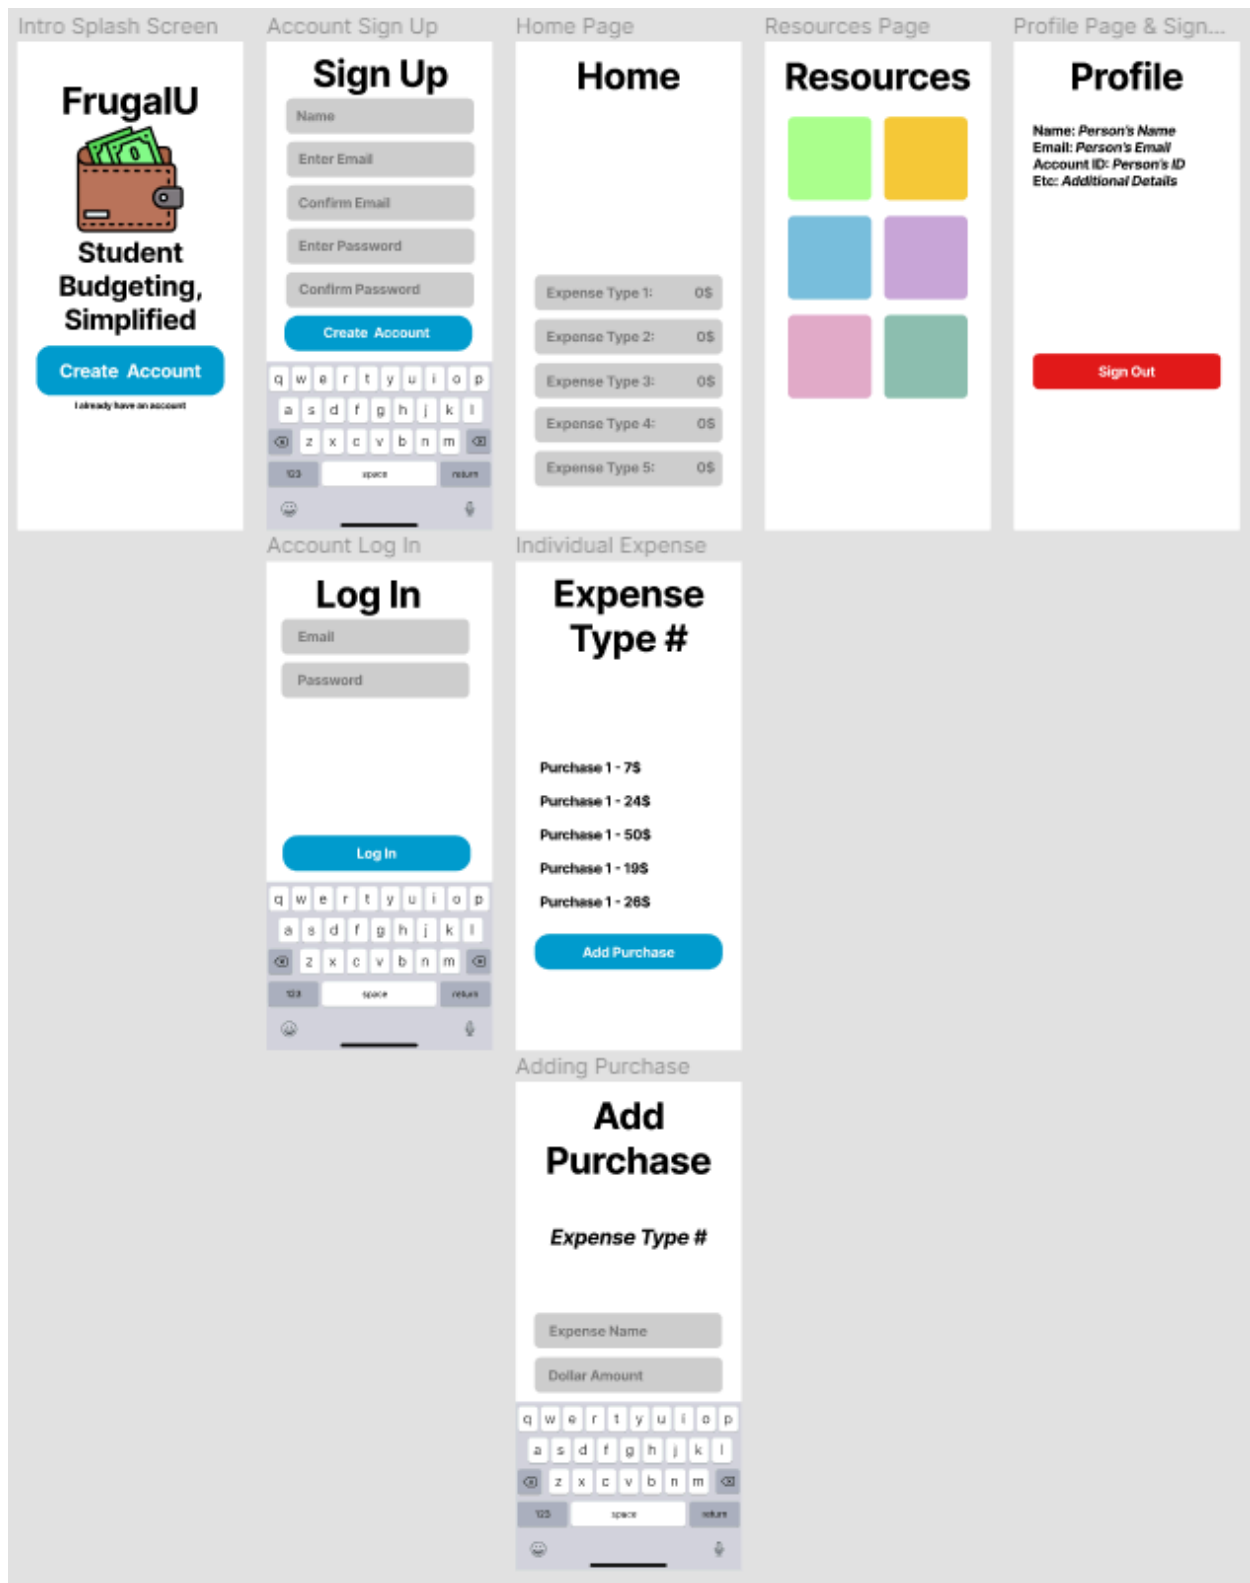 Intro Splash Screen
FrugalU
Student
Budgeting,
Simplified
Create Account
I already have an account
Account Sign Up
Sign Up
Name
Enter Email
Confirm Email
Enter Password
Confirm Password
Create Account
q w e r t y u i o p
a s d f g h j k l
z x c v b n m
123 space return
Home Page
Home
Expense Type 1: 0$
Expense Type 2: 0$
Expense Type 3: 0$
Expense Type 4: 0$
Expense Type 5: 0$
Resources Page
Resources
Profile Page & Sign...
Profile
Name: Person's Name
Email: Person's Email
Account ID: Person's ID
Etc: Additional Details
Sign Out
Account Log In
Log In
Email
Password
Log In
q w e r t y u i o p
a s d f g h j k l
z x c v b n m
123 space return
Individual Expense
Expense
Type #
Purchase 1 - 7$
Purchase 1 - 24$
Purchase 1 - 50$
Purchase 1 - 19$
Purchase 1 - 26$
Add Purchase
Adding Purchase
Add
Purchase
Expense Type #
Expense Name
Dollar Amount
q w e r t y u i o p
a s d f g h j k l
z x c v b n m
123 space return